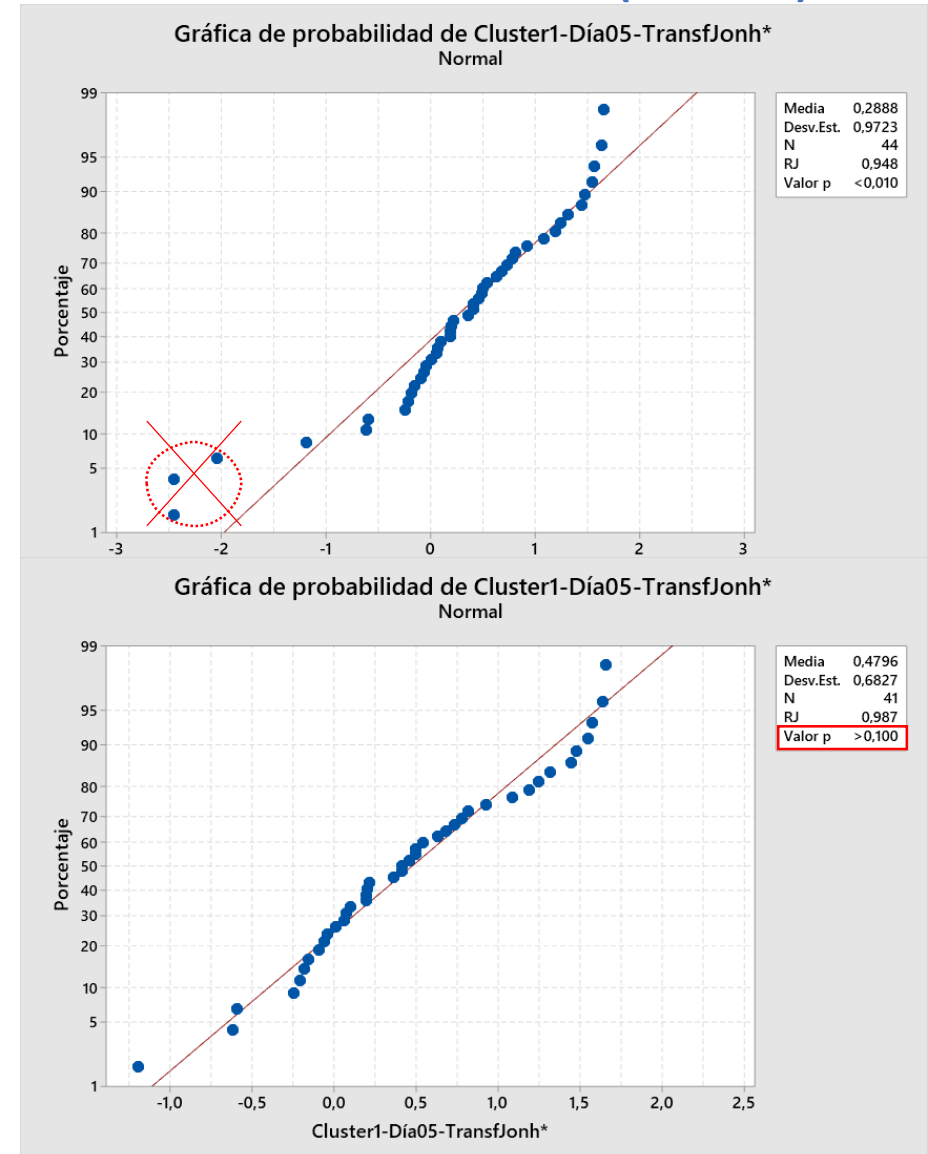 Gráfica de probabilidad de Cluster1-Día05-TransfJonh*
Normal
99
95
90
80
70
60
50
40
30
20
10
5
1
Porcentaje
-3 -2 -1 0 1 2 3
Media 0,2888
Desv.Est. 0,9723
N 44
RJ 0,948
Valor p <0,010
Gráfica de probabilidad de Cluster1-Día05-TransfJonh*
Normal
99
95
90
80
70
60
50
40
30
20
10
5
1
Porcentaje
-1,0 -0,5 0,0 0,5 1,0 1,5 2,0 2,5
Cluster1-Día05-TransfJonh*
Media 0,4796
Desv.Est. 0,6827
N 41
RJ 0,987
Valor p >0,100